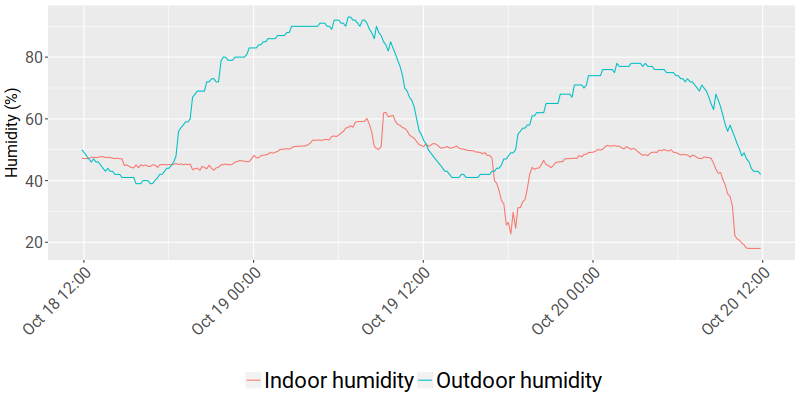 Humidity (%)
80
60
40
20
Oct 18 12:00
Oct 19 00:00
Oct 19 12:00
Oct 20 00:00
Oct 20 12:00
Indoor humidity Outdoor humidity